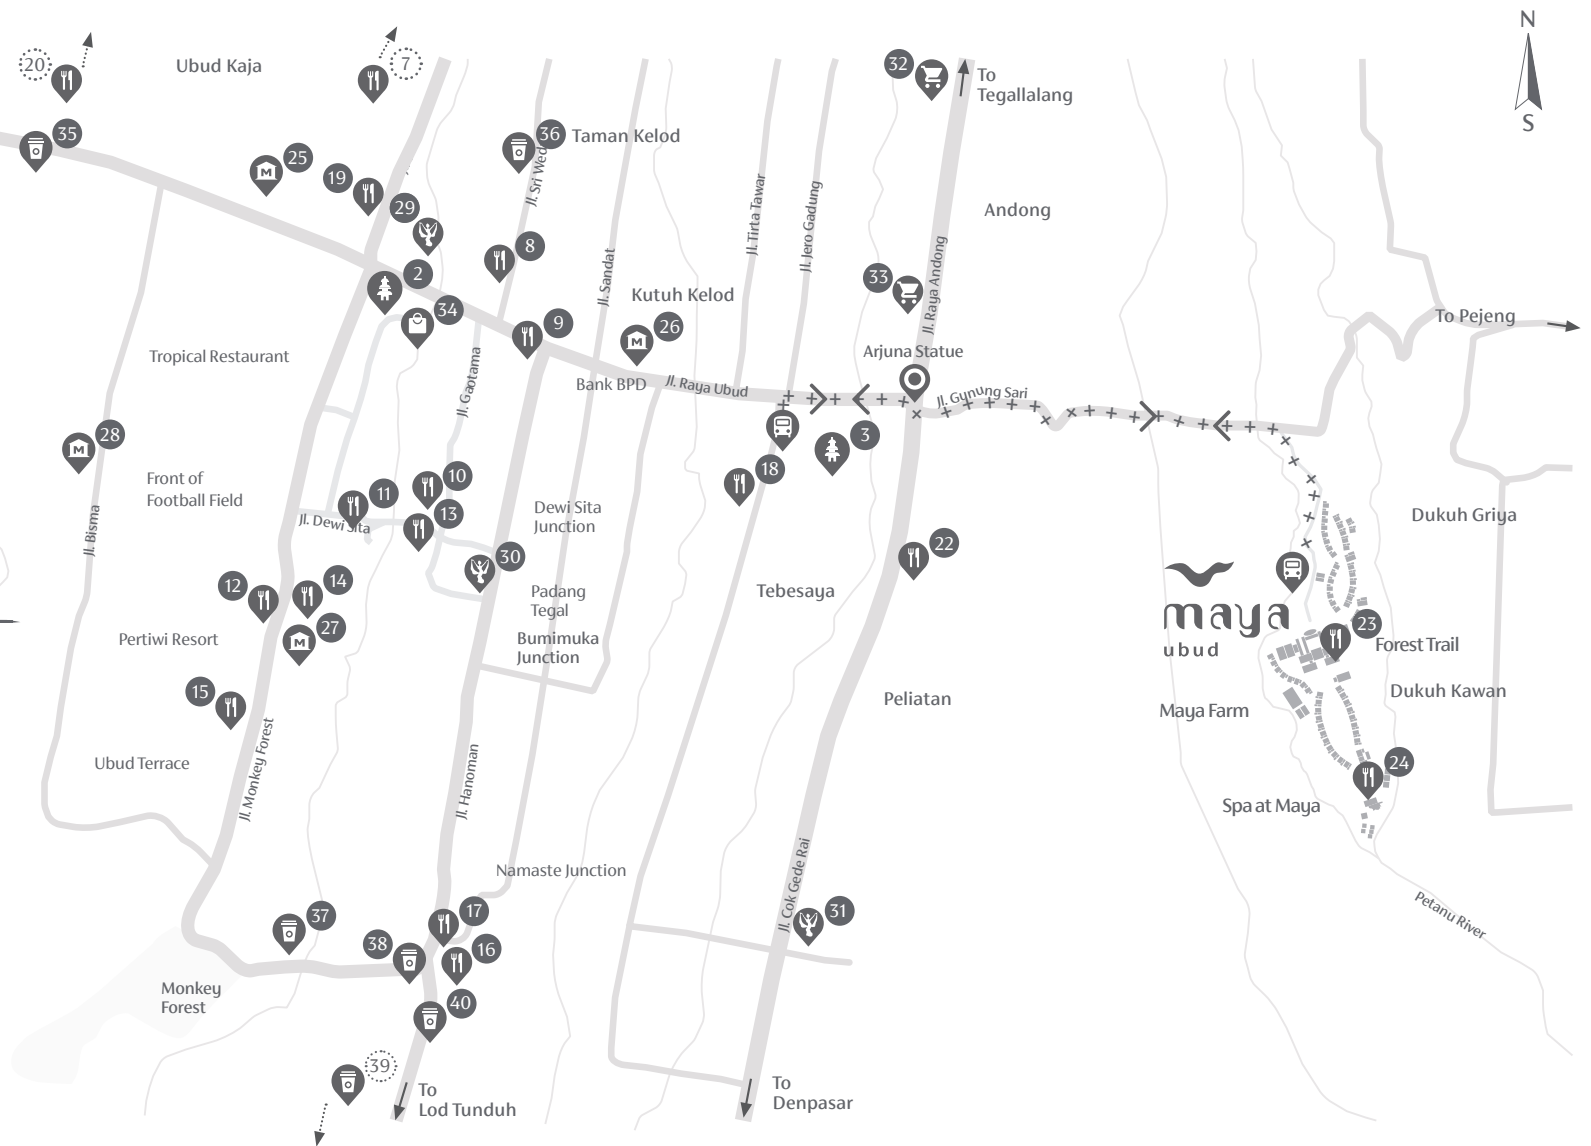 N
20
7
Ubud Kaja
32
To
Tegallalang
S
35
36
Taman Kelod
25
19
29
Jl. Sri Wed
Jl. Tirta Tawar
Jl. Jero Gadung
Andong
8
2
Jl. Sandat
33
Jl. Raya Andong
Kutuh Kelod
34
9
26
To Pejeng
Tropical Restaurant
Arjuna Statue
Jl. Gaotama
Bank BPD
Jl. Raya Ubud
Jl. Gunung Sari
28
3
18
10
Front of
Football Field
11
13
Dewi Sita
Junction
Jl. Bisma
Jl. Dewi Sita
Dukuh Griya
30
22
12
14
Padang
Tegal
Tebesaya
maya
ubud
27
23
Pertiwi Resort
Bumimuka
Junction
Forest Trail
15
Peliatan
Dukuh Kawan
Maya Farm
Ubud Terrace
Jl. Monkey Forest
Jl. Hanoman
24
Spa at Maya
Namaste Junction
Jl. Cok Gede Rai
37
17
31
Petanu River
38
16
Monkey
Forest
40
39
To
Lod Tunduh
To
Denpasar